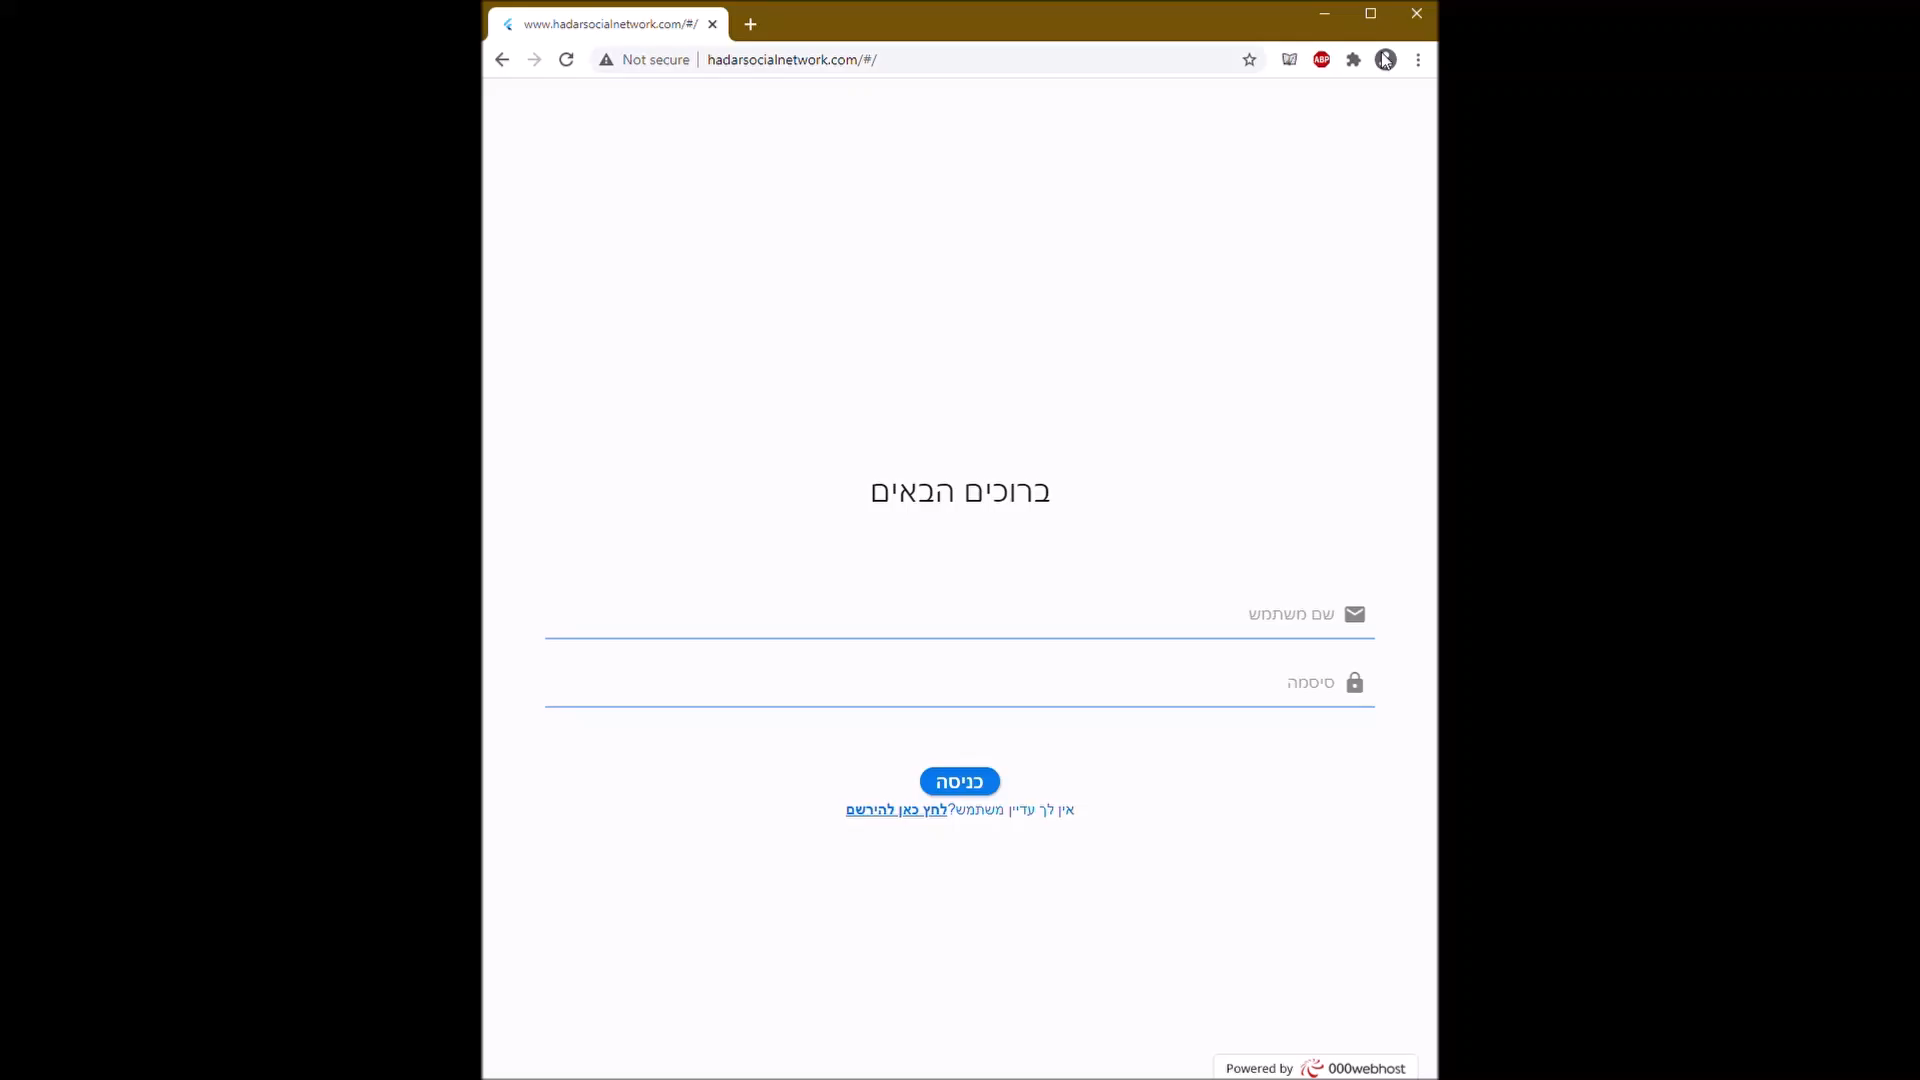 www.hadarsocialnetwork.com/#/
Not secure
hadarsocialnetwork.com/#/
ABP
ברוכים הבאים
שם משתמש
סיסמה
כניסה
אין לך עדיין משתמש?לחץ כאן להירשם
Powered by 000webhost